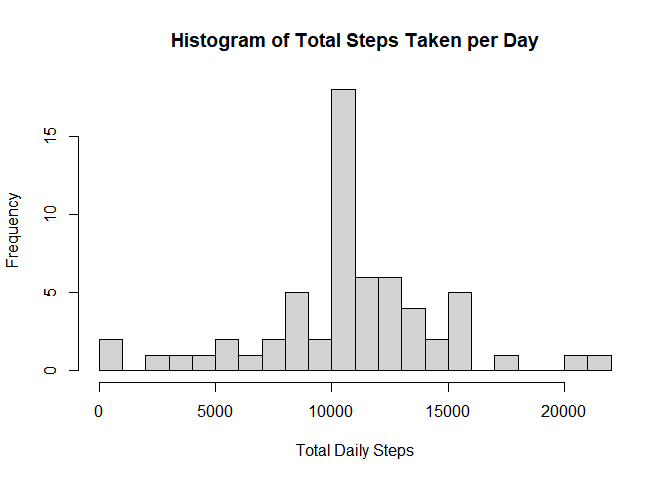 Histogram of Total Steps Taken per Day
Frequency
15
10
5
0
0 5000 10000 15000 20000
Total Daily Steps